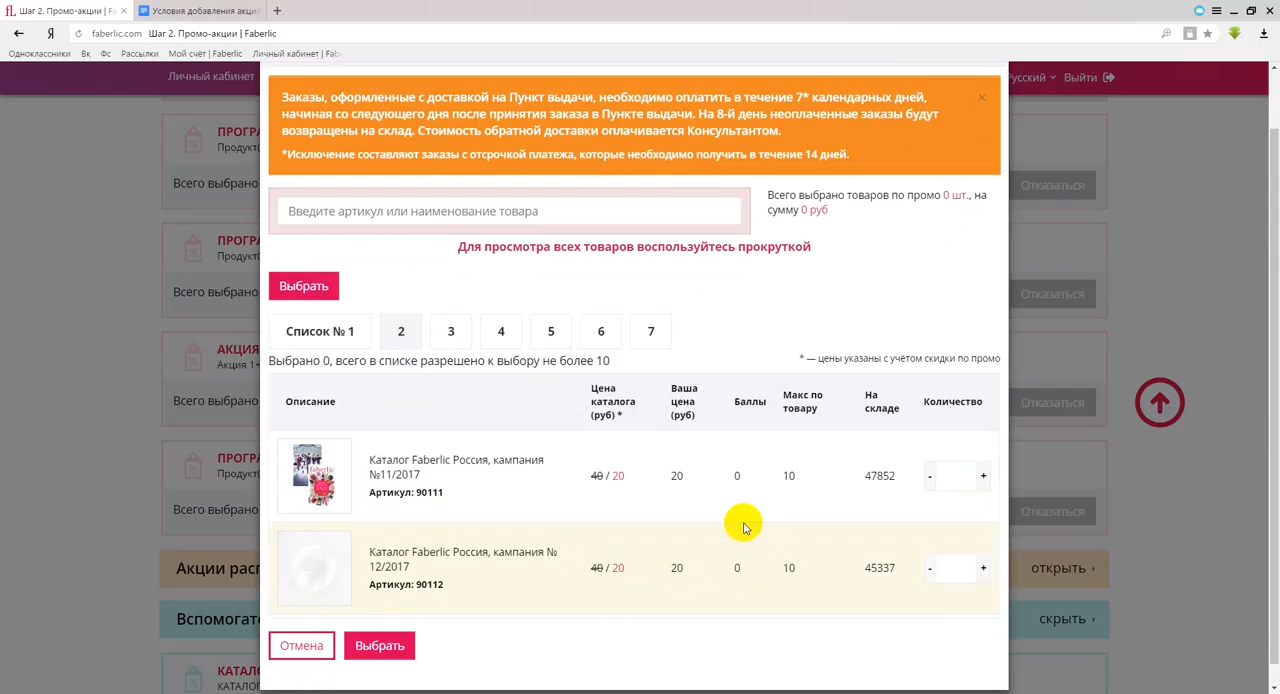 Шаг 2. Промо-акции | Fa
Условия добавления акций
faberlic.com Шаг 2. Промо-акции | Faberlic
Одноклассники Вк Фс Рассылки Мой счёт | Faberlic Личный кабинет | Fab
Личный кабинет
Русский
Выйти
Заказы, оформленные с доставкой на Пункт выдачи, необходимо оплатить в течение 7* календарных дней,
начиная со следующего дня после принятия заказа в Пункте выдачи. На 8-й день неоплаченные заказы будут
возвращены на склад. Стоимость обратной доставки оплачивается Консультантом.
*Исключение составляют заказы с отсрочкой платежа, которые необходимо получить в течение 14 дней.
Введите артикул или наименование товара
Всего выбрано товаров по промо 0 шт., на
сумму 0 руб
Для просмотра всех товаров воспользуйтесь прокруткой
Выбрать
Список № 1 2 3 4 5 6 7
Выбрано 0, всего в списке разрешено к выбору не более 10
* — цены указаны с учётом скидки по промо
Описание
Цена
каталога
(руб) *
Ваша
цена
(руб)
Баллы
Макс по
товару
На
складе
Количество
Каталог Faberlic Россия, кампания
№11/2017
Артикул: 90111
40 / 20 20 0 10 47852 - +
Каталог Faberlic Россия, кампания №
12/2017
Артикул: 90112
40 / 20 20 0 10 45337 - +
Отмена Выбрать
ПРОГРА
Продукт(
Всего выбрано
Отказаться
ПРОГРА
Продукт(
Всего выбрано
Отказаться
АКЦИЯ
Акция 1+
Всего выбрано
Отказаться
ПРОГРА
Продукт(
Всего выбрано
Отказаться
Акции расп
открыть ›
Вспомогат
скрыть ›
КАТАЛО
КАТАЛОГ